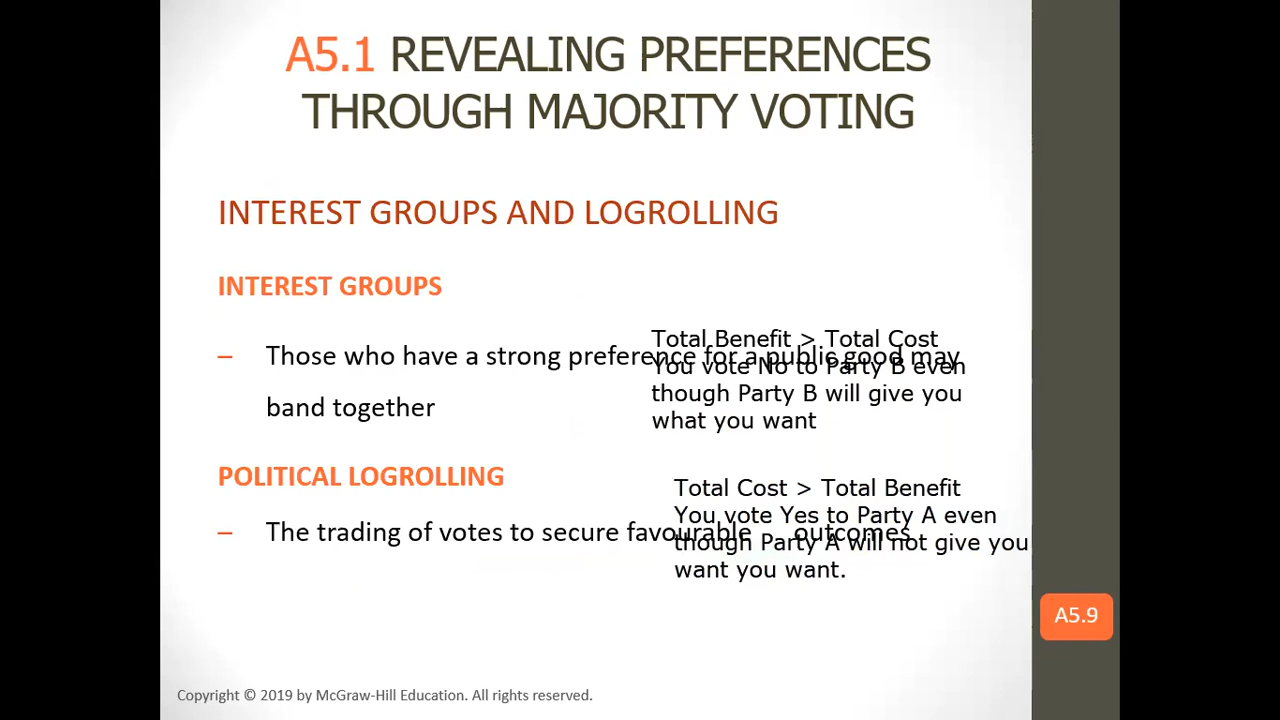 A5.1 REVEALING PREFERENCES
THROUGH MAJORITY VOTING
INTEREST GROUPS AND LOGROLLING
INTEREST GROUPS
– Those who have a strong preference for a public good may
band together
Total Benefit > Total Cost
You vote No to Party B even
though Party B will give you
what you want
POLITICAL LOGROLLING
– The trading of votes to secure favourable outcomes
Total Cost > Total Benefit
You vote Yes to Party A even
though Party A will not give you
want you want.
A5.9
Copyright © 2019 by McGraw-Hill Education. All rights reserved.